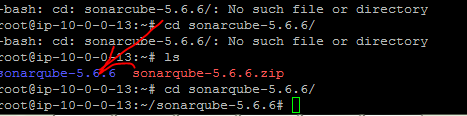 -bash: cd: sonarcube-5.6.6/: No such file or directory
root@ip-10-0-0-13:~# cd sonarcube-5.6.6/
-bash: cd: sonarcube-5.6.6/: No such file or directory
root@ip-10-0-0-13:~# ls
sonarqube-5.6.6 sonarqube-5.6.6.zip
root@ip-10-0-0-13:~# cd sonarqube-5.6.6/
root@ip-10-0-0-13:~/sonarqube-5.6.6#